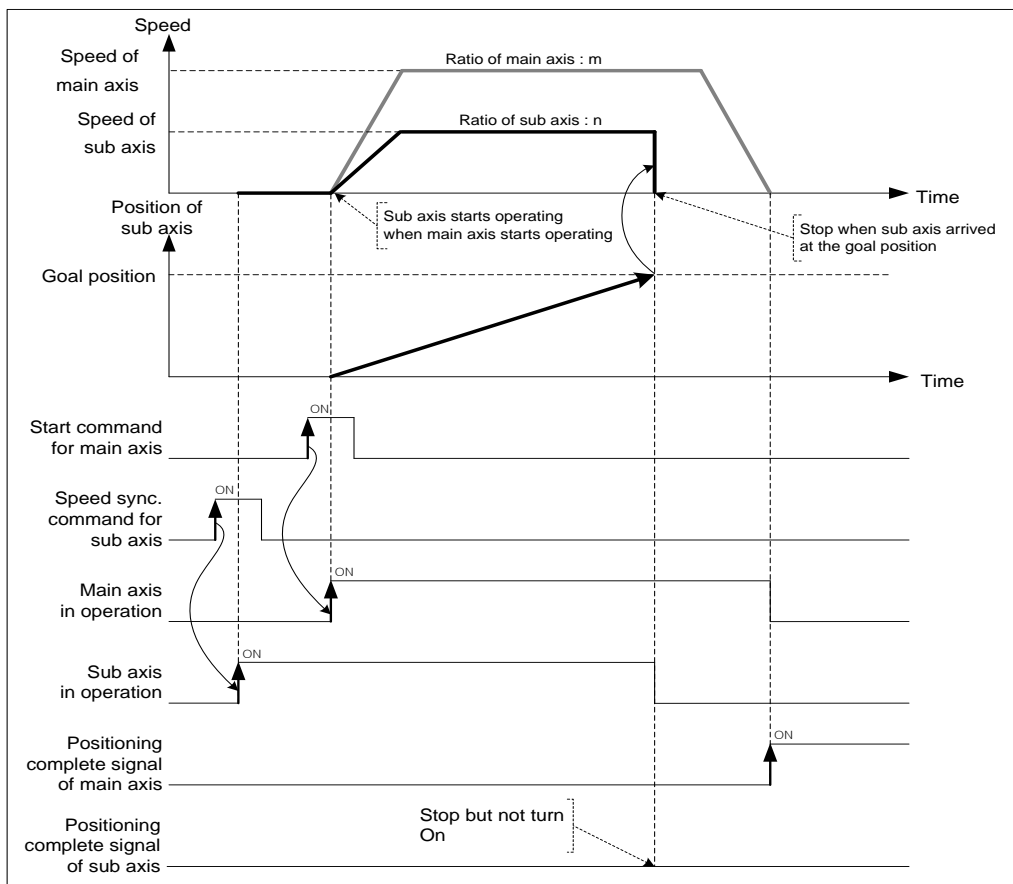 Speed
Speed of
main axis
Ratio of main axis : m
Speed of
sub axis
Ratio of sub axis : n
Time
Position of
sub axis
Sub axis starts operating
when main axis starts operating
Stop when sub axis arrived
at the goal position
Goal position
Time
ON
Start command
for main axis
ON
Speed sync.
command for
sub axis
ON
Main axis
in operation
ON
Sub axis
in operation
ON
Positioning
complete signal
of main axis
Stop but not turn
On
Positioning
complete signal
of sub axis